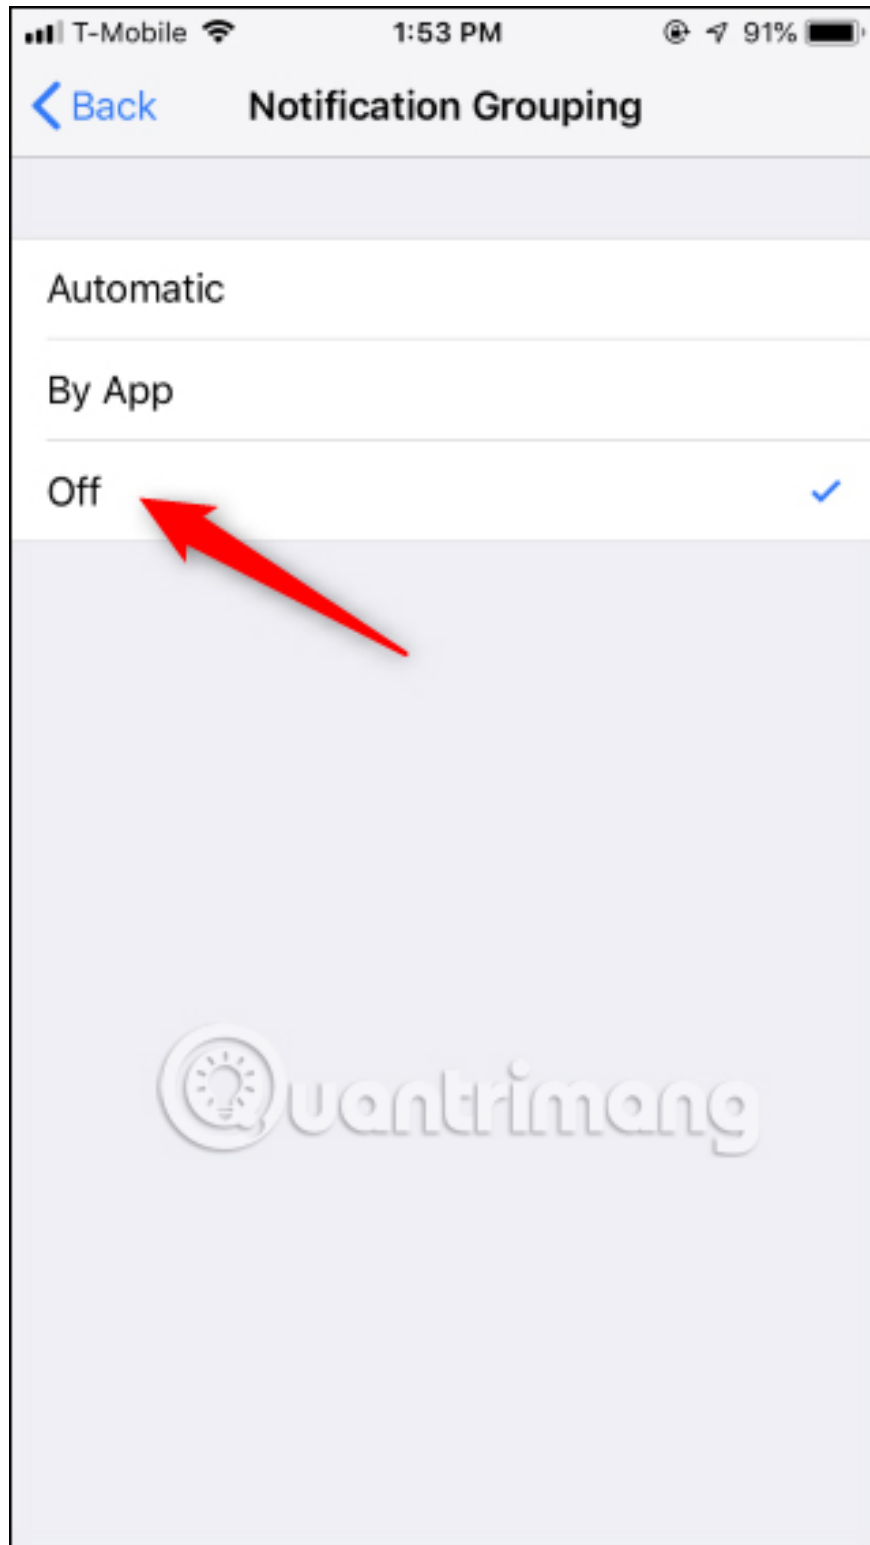 T-Mobile 1:53 PM 91%
Back Notification Grouping
Automatic
By App
Off
Quantrimang